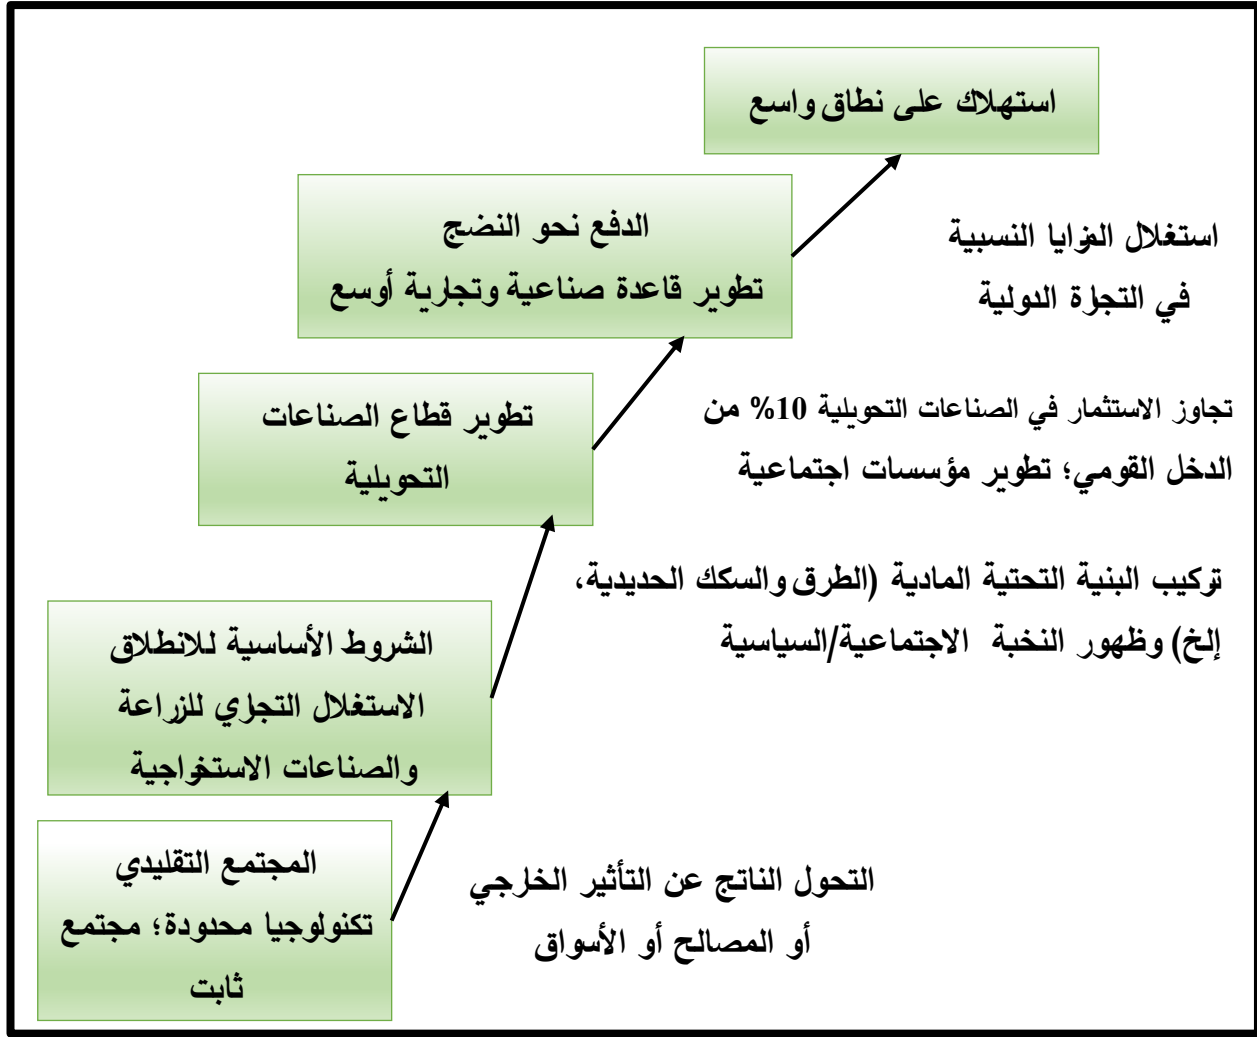 استهلاك على نطاق واسع
الدفع نحو النضج
تطوير قاعدة صناعية وتجارية أوسع
استغلال المزايا النسبية
في التجارة الدولية
تطوير قطاع الصناعات
التحويلية
تجاوز الاستثمار في الصناعات التحويلية 10% من
الدخل القومي؛ تطوير مؤسسات اجتماعية
تركيب البنية التحتية المادية (الطرق والسكك الحديدية،
إلخ) وظهور النخبة الاجتماعية/السياسية
الشروط الأساسية للانطلاق
الاستغلال التجاري للزراعة
والصناعات الاستخراجية
المجتمع التقليدي
تكنولوجيا محدودة؛ مجتمع
ثابت
التحول الناتج عن التأثير الخارجي
أو المصالح أو الأسواق